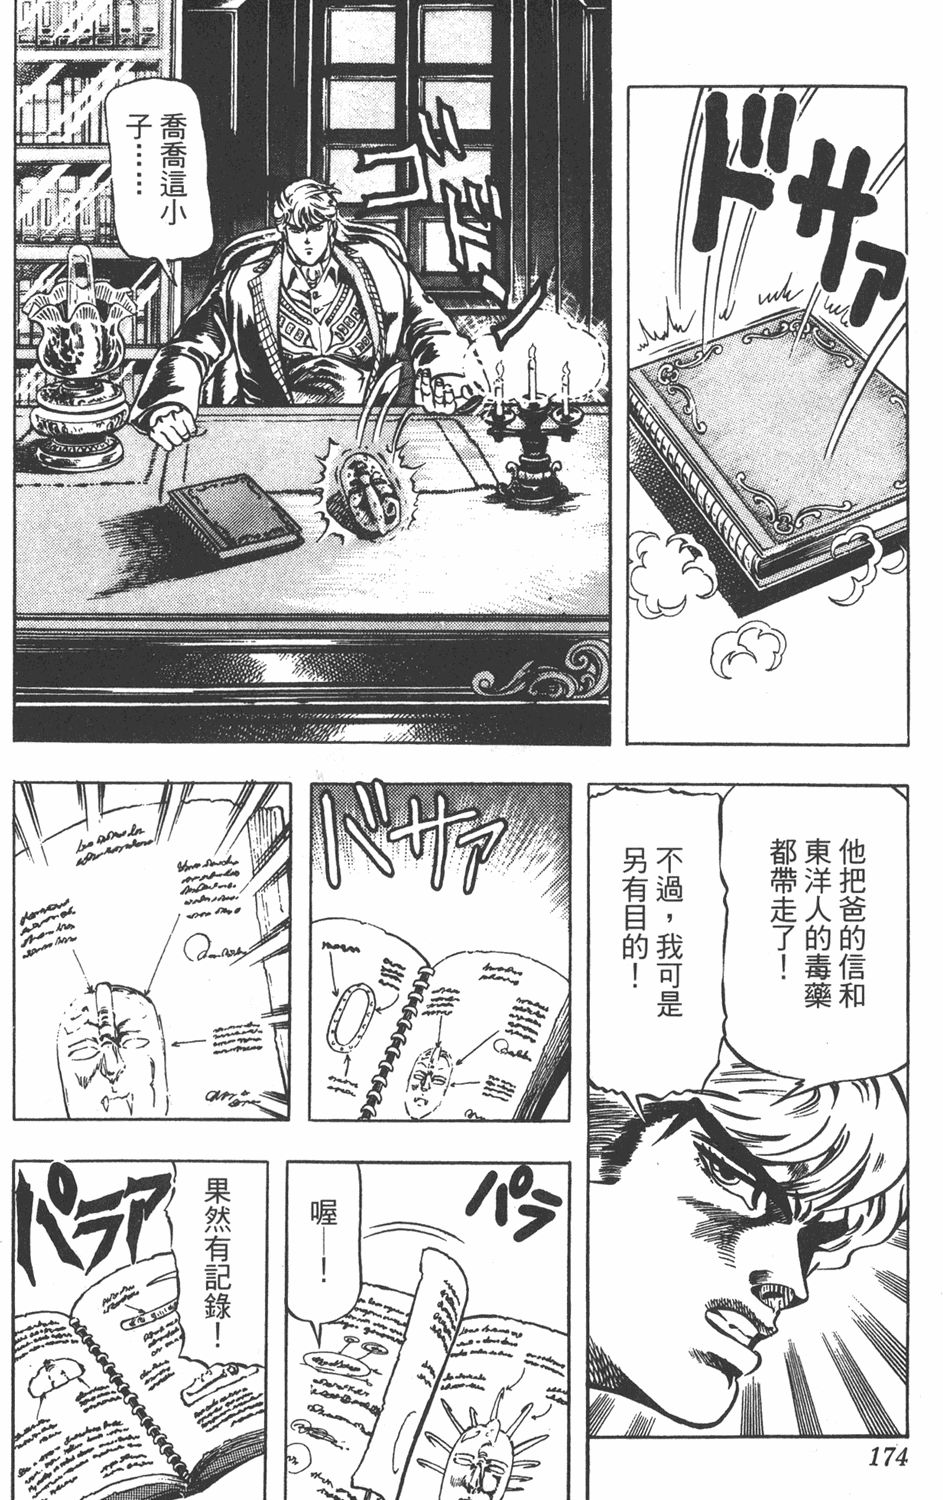 ドサァ
喬喬這小
子……
ゴゴゴ
他把爸的信和
東洋人的毒藥
都帶走了！
不過，我可是
另有目的！
ドサァ
パラ
喔－！
パラァ
果然有記錄！
174